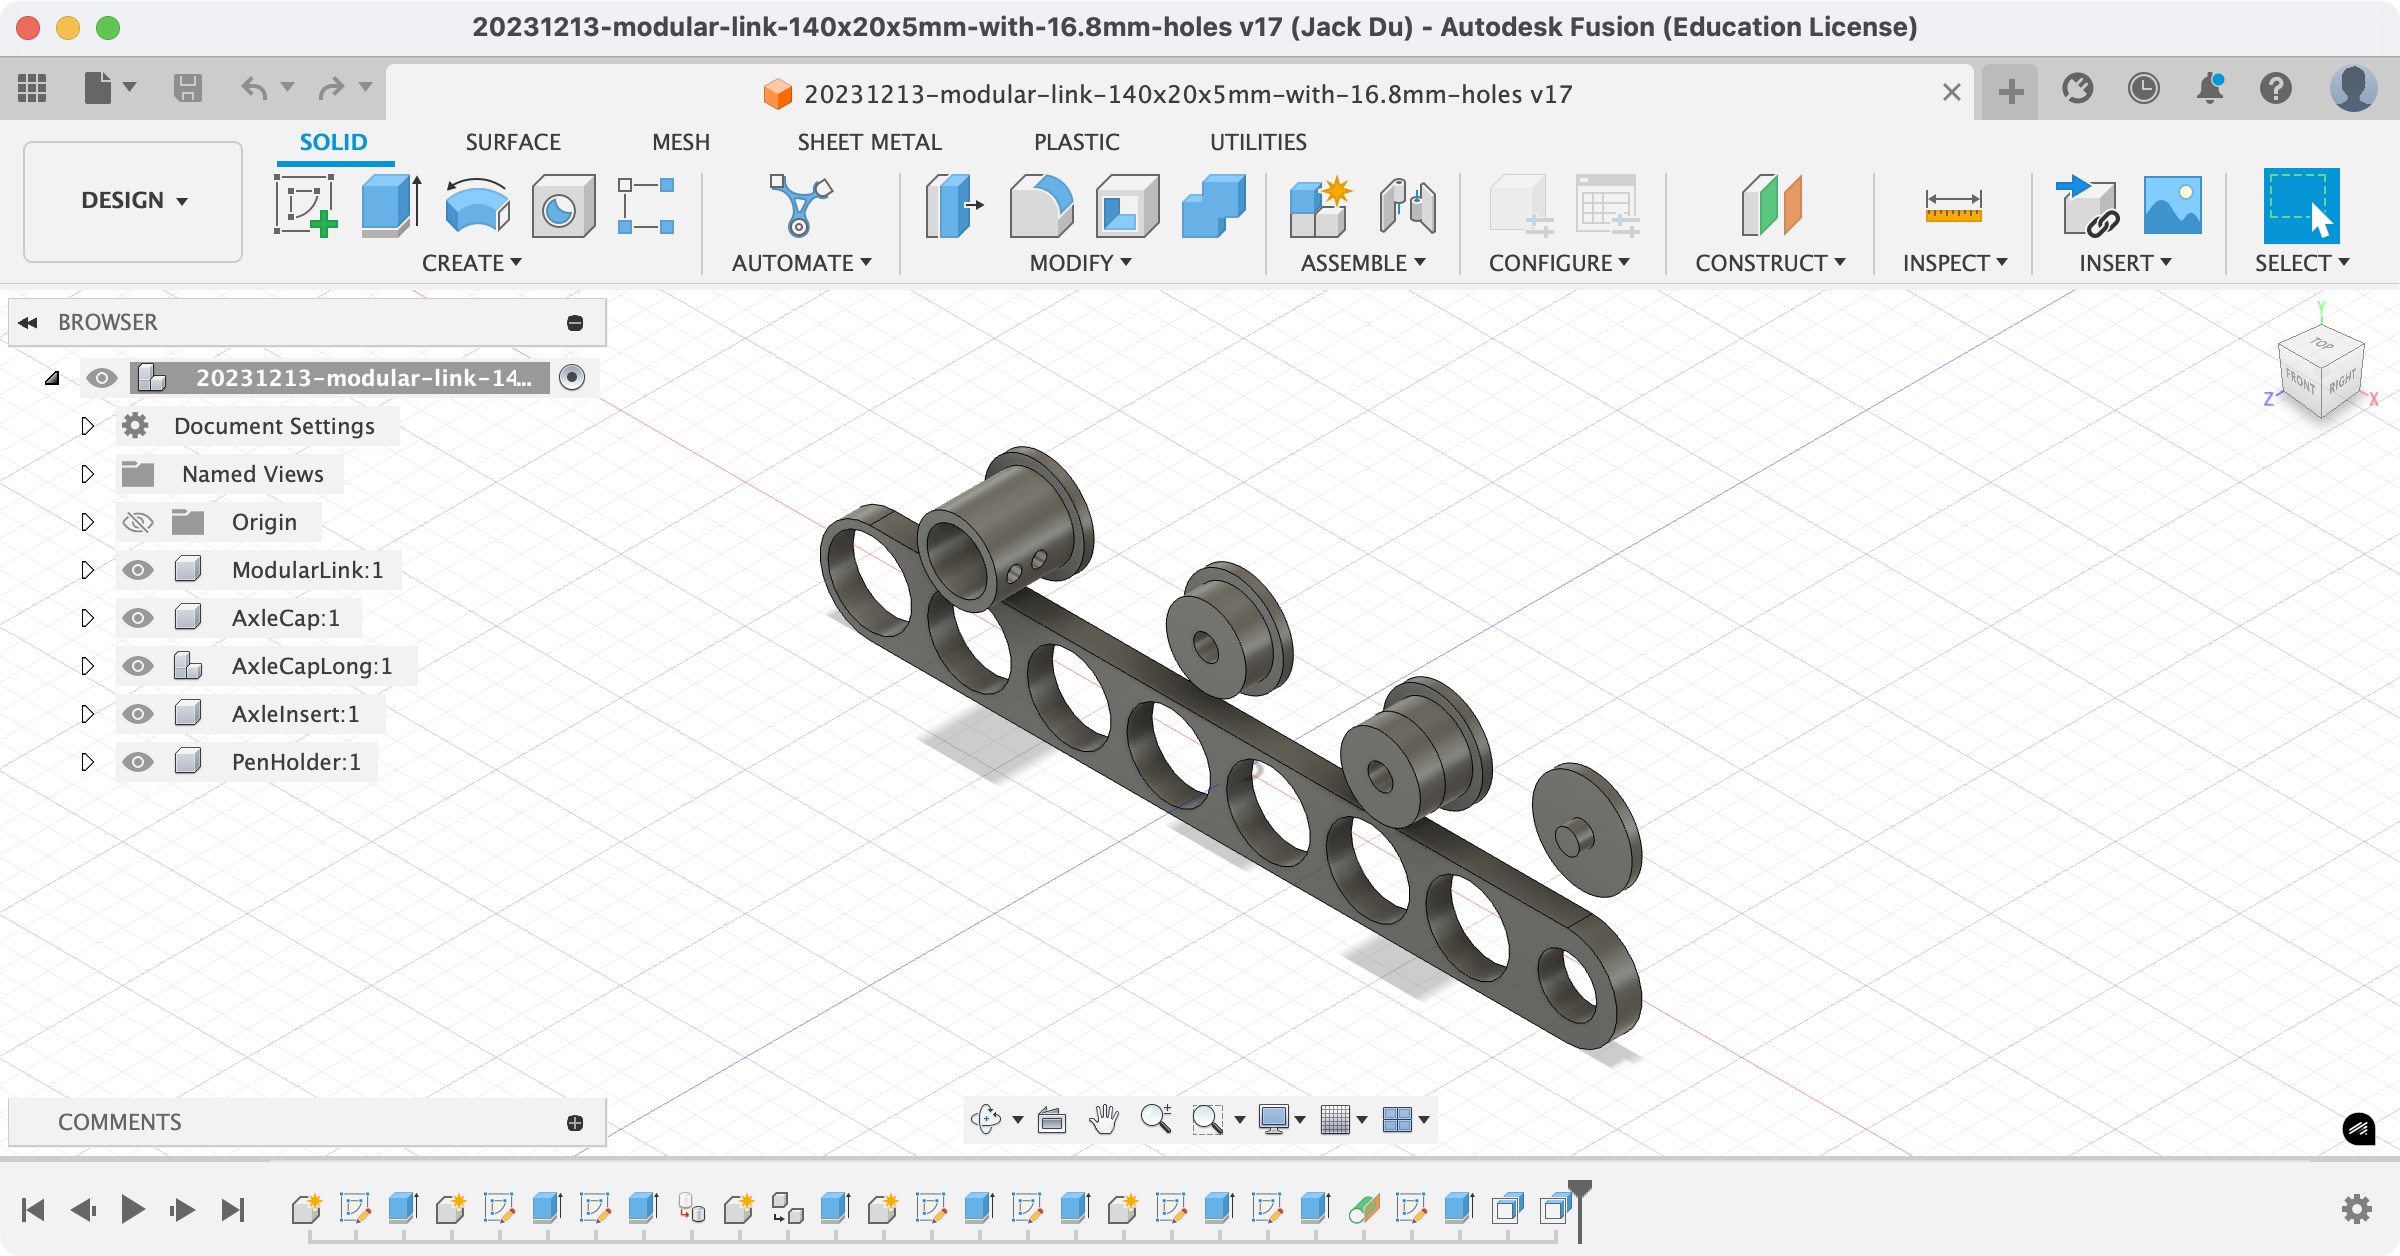 20231213-modular-link-140x20x5mm-with-16.8mm-holes v17 (Jack Du) - Autodesk Fusion (Education License)
20231213-modular-link-140x20x5mm-with-16.8mm-holes v17
SOLID SURFACE MESH SHEET METAL PLASTIC UTILITIES
DESIGN
CREATE AUTOMATE MODIFY ASSEMBLE CONFIGURE CONSTRUCT INSPECT INSERT SELECT
BROWSER
20231213-modular-link-14...
Document Settings
Named Views
Origin
ModularLink:1
AxleCap:1
AxleCapLong:1
AxleInsert:1
PenHolder:1
Y
TOP
FRONT RIGHT
Z X
COMMENTS